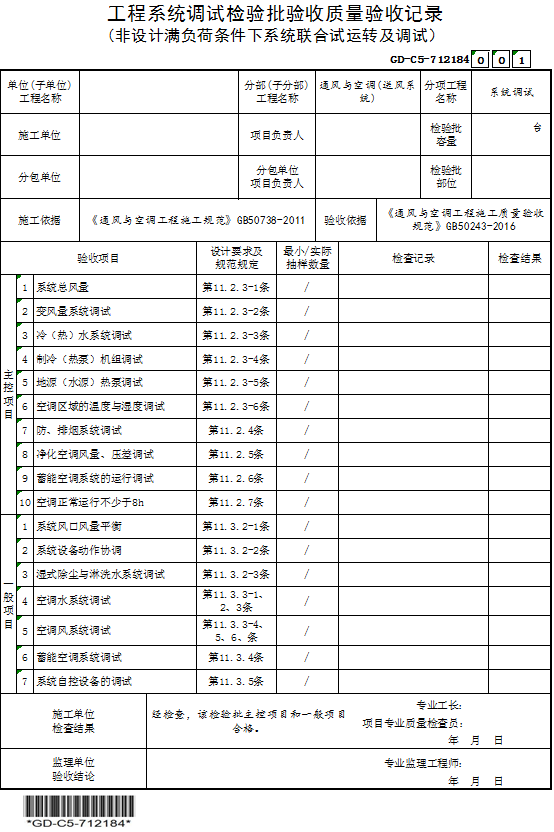 工程系统调试检验批验收质量验收记录
（非设计满负荷条件下系统联合试运转及调试）
GD-C5-712184 0 0 1
单位(子单位)
工程名称
分部(子分部)
工程名称
通风与空调(送风系
统)
分项工程
名称
系统调试
施工单位
项目负责人
检验批
容量
台
分包单位
分包单位
项目负责人
检验批
部位
施工依据
《通风与空调工程施工规范》GB50738-2011
验收依据
《通风与空调工程施工质量验收
规范》GB50243-2016
验收项目
设计要求及
规范规定
最小/实际
抽样数量
检查记录
检查结果
主控项目
1 系统总风量 第11.2.3-1条 /
2 变风量系统调试 第11.2.3-2条 /
3 冷（热）水系统调试 第11.2.3-3条 /
4 制冷（热泵）机组调试 第11.2.3-4条 /
5 地源（水源）热泵调试 第11.2.3-5条 /
6 空调区域的温度与湿度调试 第11.2.3-6条 /
7 防、排烟系统调试 第11.2.4条 /
8 净化空调风量、压差调试 第11.2.5条 /
9 蓄能空调系统的运行调试 第11.2.6条 /
10 空调正常运行不少于8h 第11.2.7条 /
一般项目
1 系统风口风量平衡 第11.3.2-1条 /
2 系统设备动作协调 第11.3.2-2条 /
3 湿式除尘与淋洗水系统调试 第11.3.2-3条 /
4 空调水系统调试 第11.3.3-1、
2、3条 /
5 空调风系统调试 第11.3.3-4、
5、6、条 /
6 蓄能空调系统调试 第11.3.4条 /
7 系统自控设备的调试 第11.3.5条 /
施工单位
检查结果
经检查，该检验批主控项目和一般项目
合格。
专业工长：
项目专业质量检查员：
年 月 日
监理单位
验收结论
专业监理工程师：
年 月 日
*GD-C5-712184*